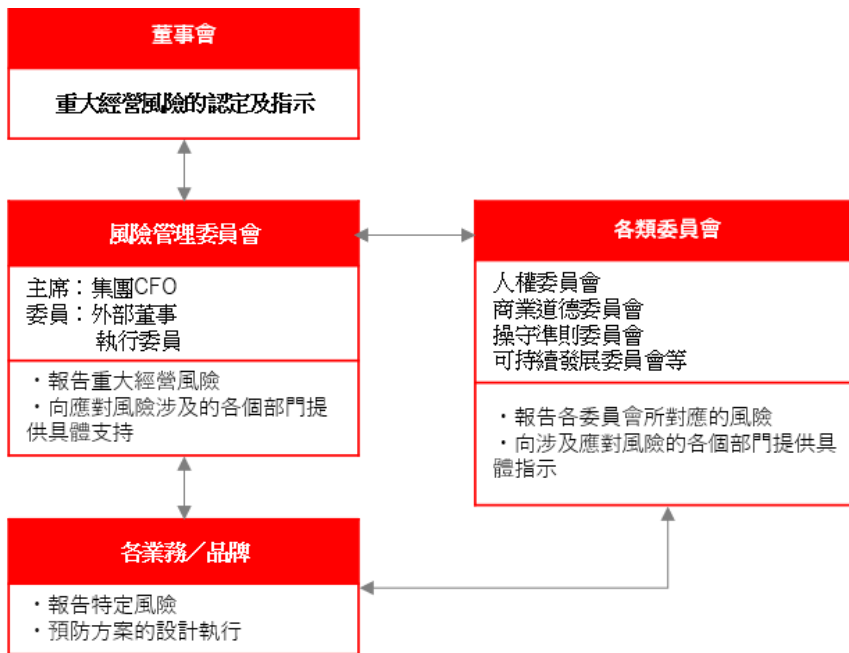 董事會
重大經營風險的認定及指示
風險管理委員會
主席：集團CFO
委員：外部董事
執行委員
・報告重大經營風險
・向應對風險涉及的各個部門提
供具體支持
各類委員會
人權委員會
商業道德委員會
操守準則委員會
可持續發展委員會等
・報告各委員會所對應的風險
・向涉及應對風險的各個部門提供具
體指示
各業務／品牌
・報告特定風險
・預防方案的設計執行